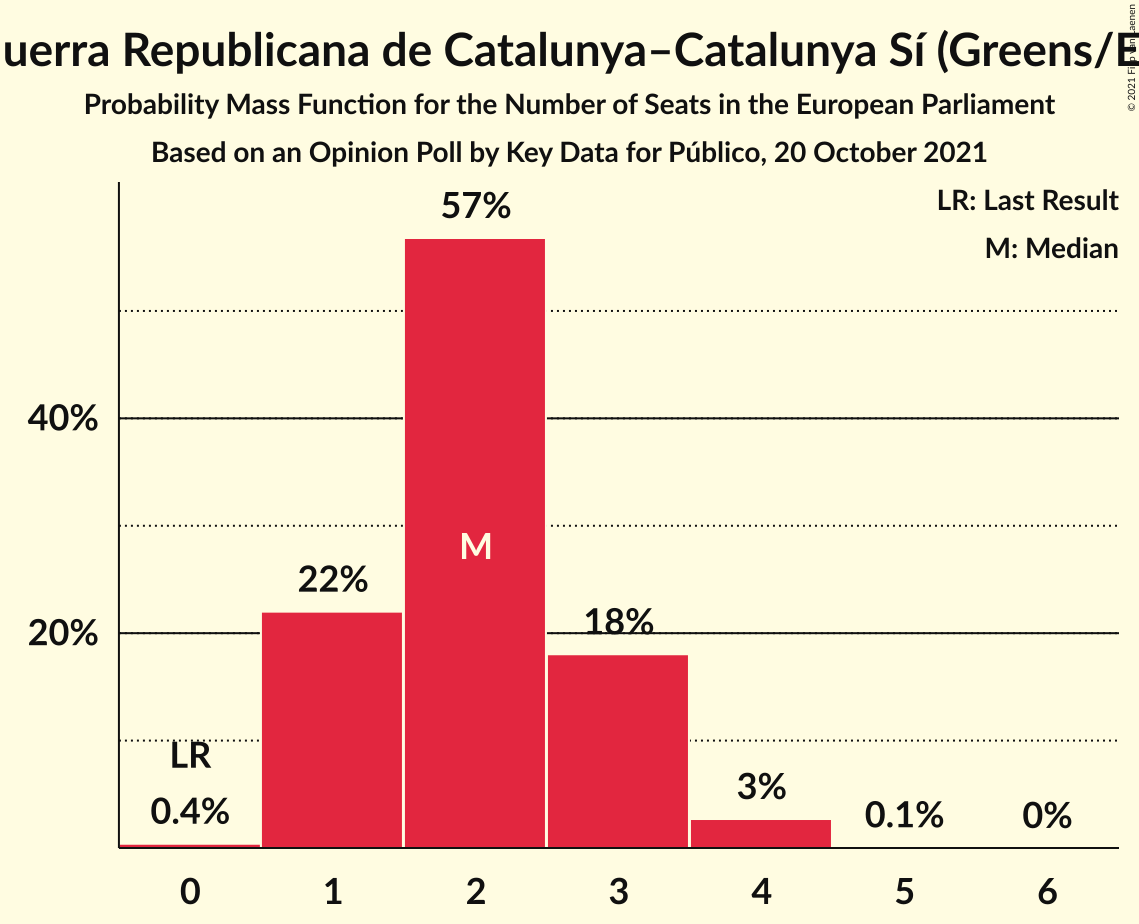 uerra Republicana de Catalunya–Catalunya Sí (Greens/E
© 2021 Filip van Laenen
Probability Mass Function for the Number of Seats in the European Parliament
Based on an Opinion Poll by Key Data for Público, 20 October 2021
LR: Last Result
M: Median
57%
40%
M
22%
18%
20%
LR
0.4%
3%
0.1%
0%
0 1 2 3 4 5 6